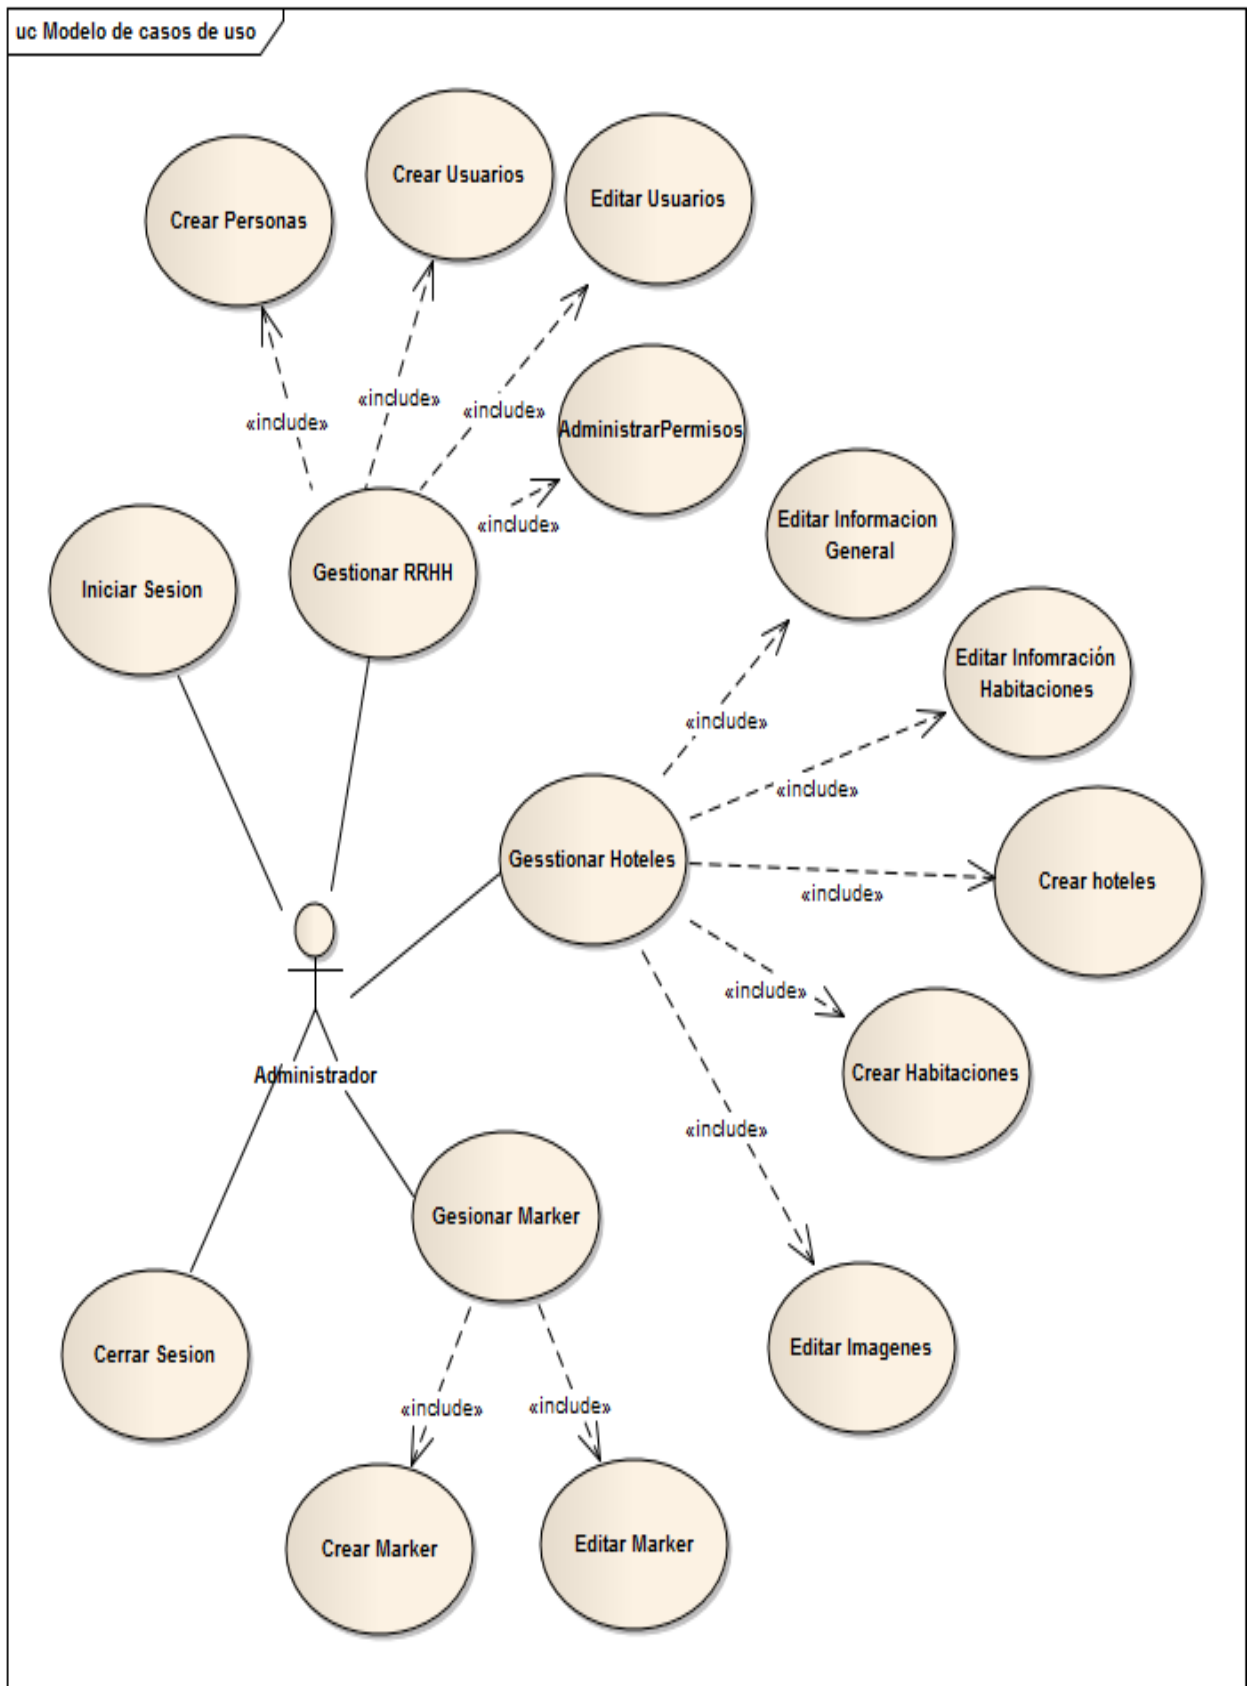 uc Modelo de casos de uso
Crear Usuarios
Editar Usuarios
Crear Personas
«include»
«include»
«include»
AdministrarPermisos
«include»
Editar Informacion
General
Gestionar RRHH
Iniciar Sesion
Editar Infomración
Habitaciones
«include»
«include»
Gesstionar Hoteles
Crear hoteles
«include»
«include»
Crear Habitaciones
Administrador
«include»
Gesionar Marker
Cerrar Sesion
Editar Imagenes
«include»
«include»
Crear Marker
Editar Marker